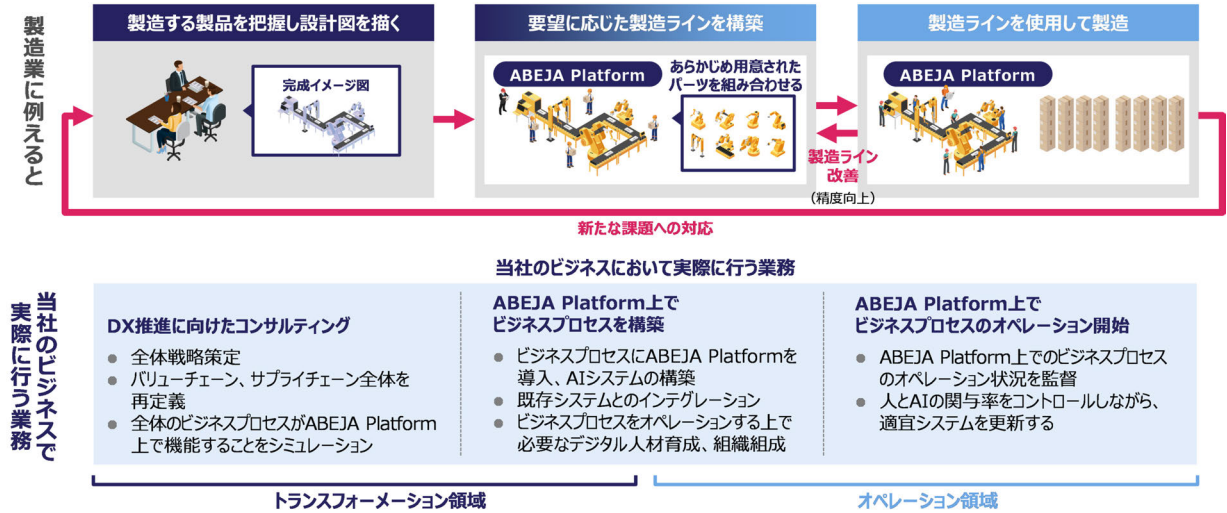 製造業に例えると
製造する製品を把握し設計図を描く
完成イメージ図
要望に応じた製造ラインを構築
ABEJA Platform
あらかじめ用意された
パーツを組み合わせる
製造ラインを使用して製造
ABEJA Platform
製造ライン
改善
(精度向上)
新たな課題への対応
当社のビジネスで
実際に行う業務
当社のビジネスにおいて実際に行う業務
DX推進に向けたコンサルティング
● 全体戦略策定
● バリューチェーン、サプライチェーン全体を
再定義
● 全体のビジネスプロセスがABEJA Platform
上で機能することをシミュレーション
ABEJA Platform上で
ビジネスプロセスを構築
● ビジネスプロセスにABEJA Platformを
導入、AIシステムの構築
● 既存システムとのインテグレーション
● ビジネスプロセスをオペレーションする上で
必要なデジタル人材育成、組織組成
ABEJA Platform上で
ビジネスプロセスのオペレーション開始
● ABEJA Platform上でのビジネスプロセス
のオペレーション状況を監督
● 人とAIの関与率をコントロールしながら、
適宜システムを更新する
トランスフォーメーション領域
オペレーション領域